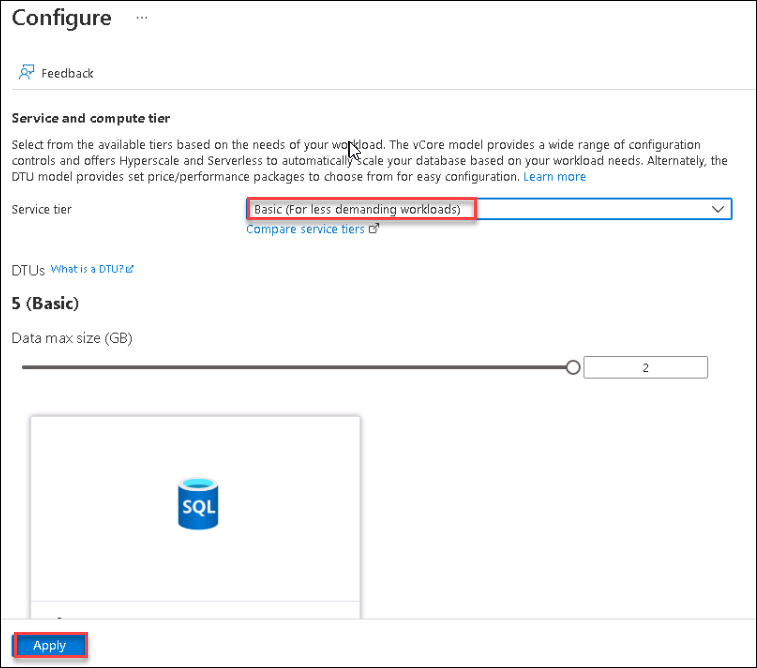 Configure ...
Feedback
Service and compute tier
Select from the available tiers based on the needs of your workload. The vCore model provides a wide range of configuration
controls and offers Hyperscale and Serverless to automatically scale your database based on your workload needs. Alternately, the
DTU model provides set price/performance packages to choose from for easy configuration. Learn more
Service tier
Basic (For less demanding workloads)
Compare service tiers
DTUs What is a DTU?
5 (Basic)
Data max size (GB)
2
SQL
Apply